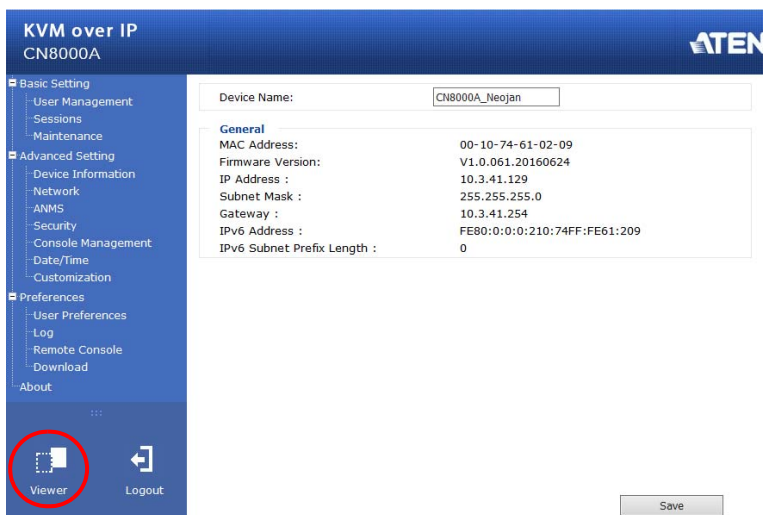 KVM over IP
CN8000A
ATEN
Basic Setting
User Management
Sessions
Maintenance
Advanced Setting
Device Information
Network
ANMS
Security
Console Management
Date/Time
Customization
Preferences
User Preferences
Log
Remote Console
Download
About
Viewer
Logout
Device Name: CN8000A_Neojan
General
MAC Address: 00-10-74-61-02-09
Firmware Version: V1.0.061.20160624
IP Address : 10.3.41.129
Subnet Mask : 255.255.255.0
Gateway : 10.3.41.254
IPv6 Address : FE80:0:0:0:210:74FF:FE61:209
IPv6 Subnet Prefix Length : 0
Save